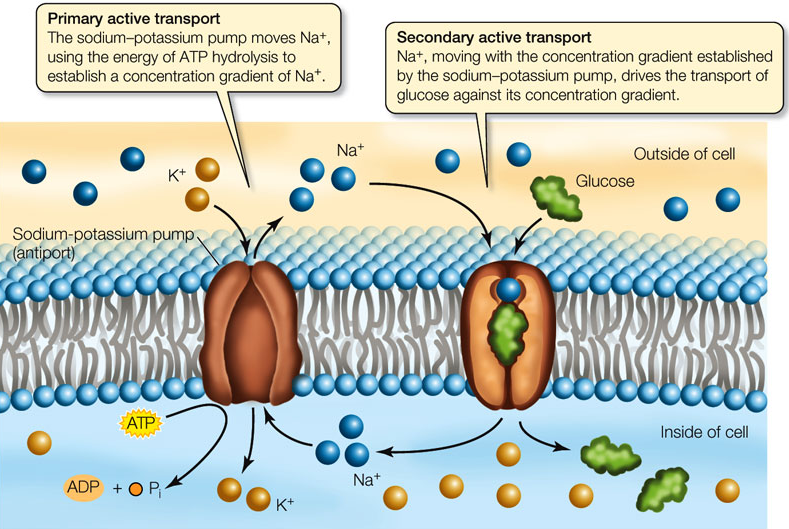 Primary active transport
The sodium–potassium pump moves Na⁺,
using the energy of ATP hydrolysis to
establish a concentration gradient of Na⁺.
Secondary active transport
Na⁺, moving with the concentration gradient established
by the sodium–potassium pump, drives the transport of
glucose against its concentration gradient.
Na⁺
Outside of cell
K⁺
Glucose
Sodium-potassium pump
(antiport)
ATP
Inside of cell
Na⁺
ADP + Pᵢ
K⁺